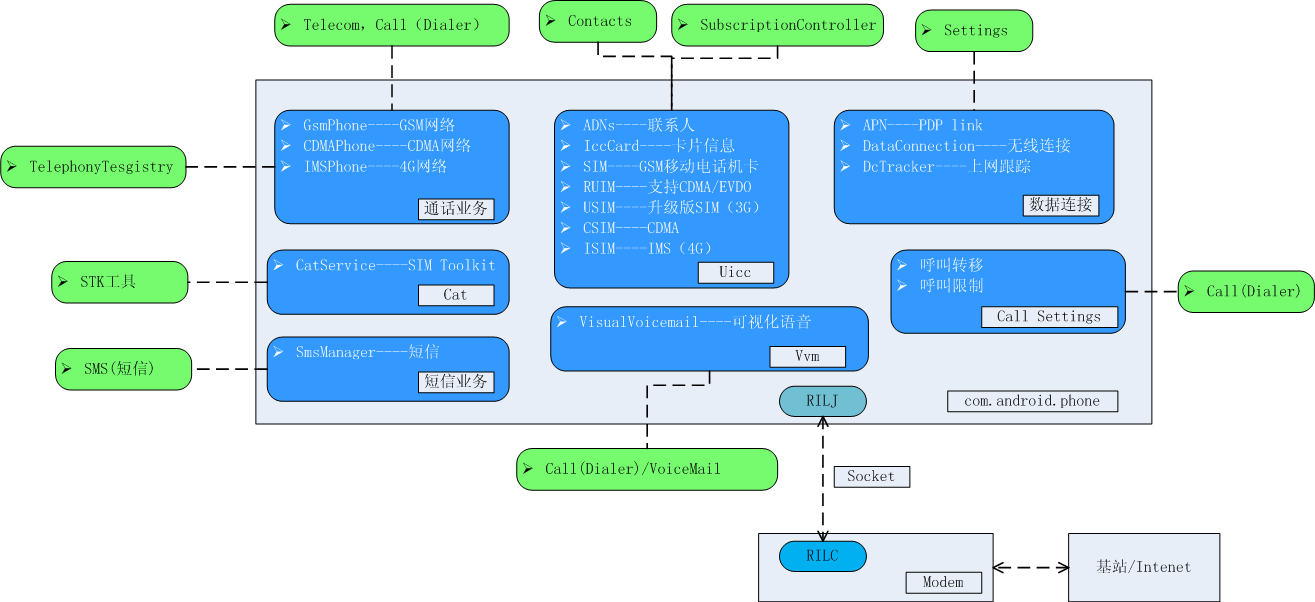 Telecom, Call（Dialer）
Contacts
SubscriptionController
Settings
GsmPhone----GSM网络
CDMAPhone----CDMA网络
IMSPhone----4G网络
通话业务
ADNs----联系人
IccCard----卡片信息
SIM----GSM移动电话机卡
RUIM----支持CDMA/EVDO
USIM----升级版SIM（3G）
CSIM----CDMA
ISIM----IMS（4G）
Uicc
APN----PDP link
DataConnection----无线连接
DcTracker----上网跟踪
数据连接
TelephonyTesgistry
STK工具
CatService----SIM Toolkit
Cat
呼叫转移
呼叫限制
Call Settings
Call(Dialer)
VisualVoicemail----可视化语音
Vvm
SMS(短信)
SmsManager----短信
短信业务
RILJ
com.android.phone
Call(Dialer)/VoiceMail
Socket
RILC
Modem
基站/Intenet